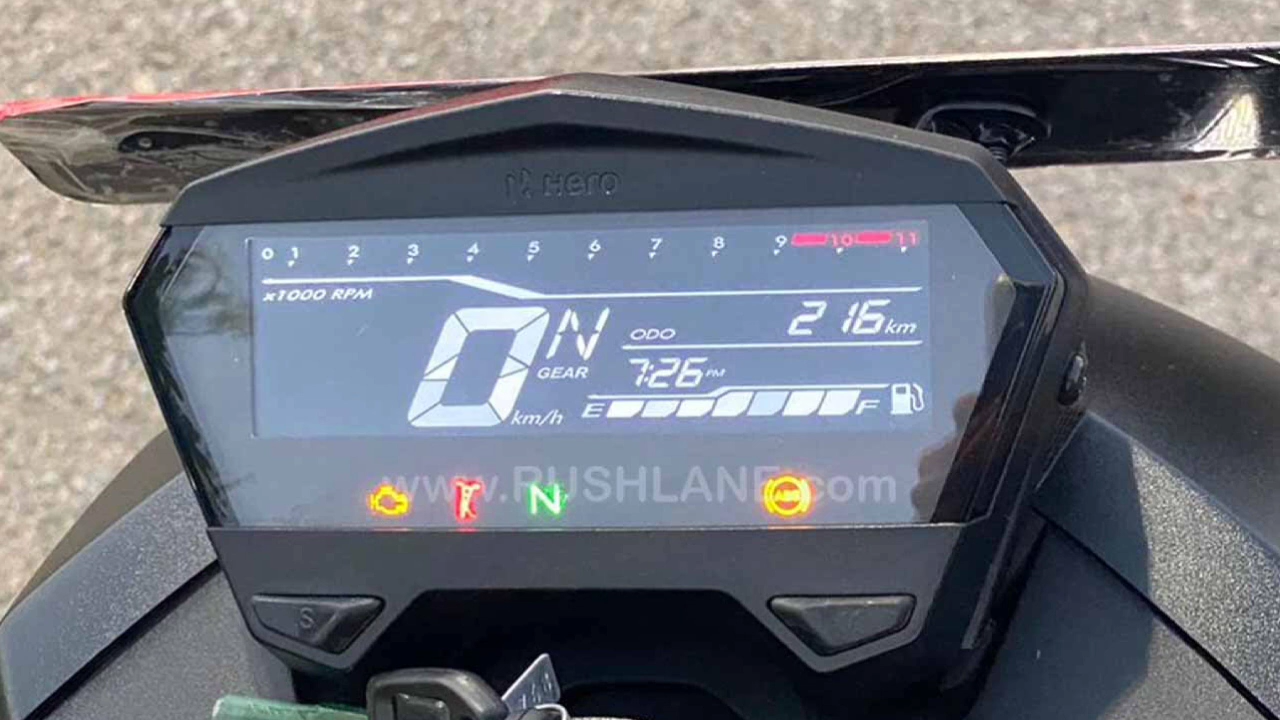 Hero
0 1 2 3 4 5 6 7 8 9 10 11
x1000 RPM
0 km/h
N
GEAR
ODO 216 km
7:26 PM
E F
www.RUSHLANE.com
N
ABS
S